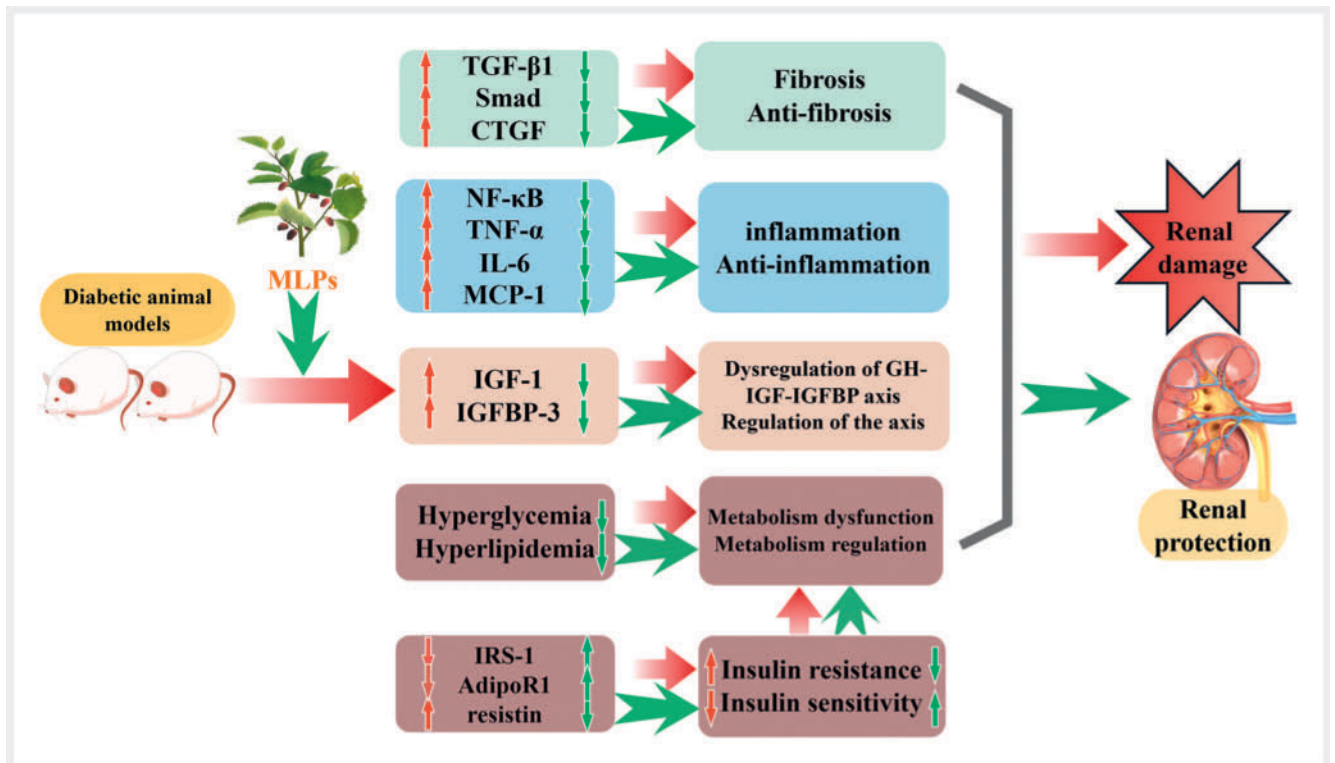 TGF-β1
Smad
CTGF
Fibrosis
Anti-fibrosis
NF-κB
TNF-α
IL-6
MCP-1
inflammation
Anti-inflammation
Renal
damage
MLPs
Diabetic animal
models
IGF-1
IGFBP-3
Dysregulation of GH-
IGF-IGFBP axis
Regulation of the axis
Hyperglycemia
Hyperlipidemia
Metabolism dysfunction
Metabolism regulation
Renal
protection
IRS-1
AdipoR1
resistin
Insulin resistance
Insulin sensitivity